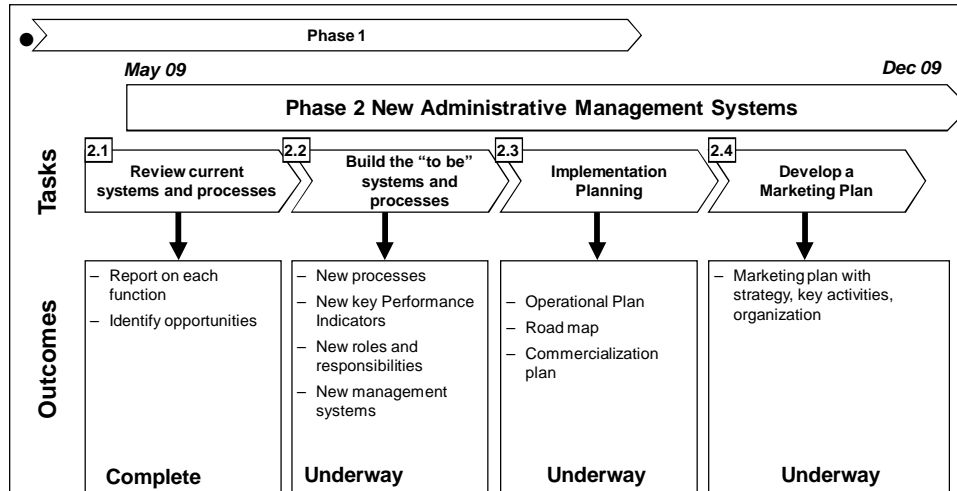 Phase 1
May 09
Dec 09
Phase 2 New Administrative Management Systems
Tasks
2.1
Review current
systems and processes
2.2
Build the “to be”
systems and
processes
2.3
Implementation
Planning
2.4
Develop a
Marketing Plan
Outcomes
– Report on each
function
– Identify opportunities
Complete
– New processes
– New key Performance
Indicators
– New roles and
responsibilities
– New management
systems
Underway
– Operational Plan
– Road map
– Commercialization
plan
Underway
– Marketing plan with
strategy, key activities,
organization
Underway